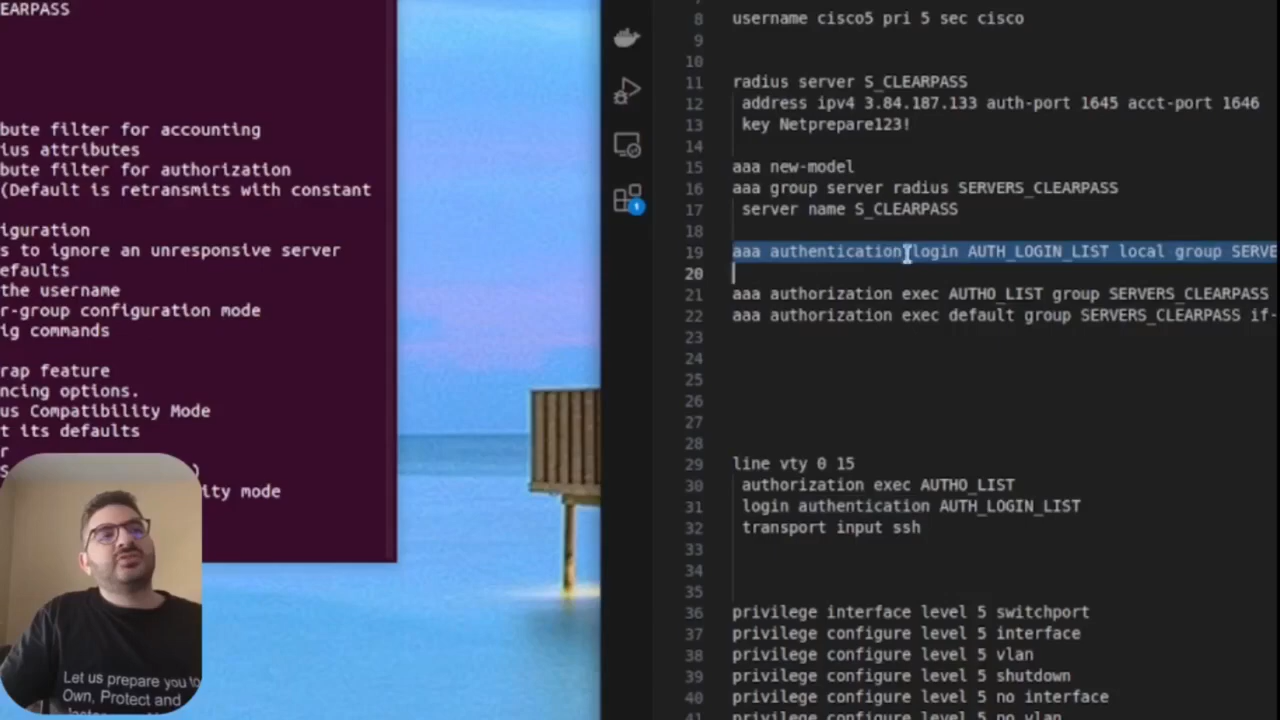 EARPASS
bute filter for accounting
ius attributes
bute filter for authorization
(Default is retransmits with constant
iguration
s to ignore an unresponsive server
efaults
the username
r-group configuration mode
ig commands
rap feature
ncing options.
us Compatibility Mode
t its defaults
r
S
)
ity mode
Let us prepare you to
Own, Protect and
8 username cisco5 pri 5 sec cisco
9
10
11 radius server S_CLEARPASS
12 address ipv4 3.84.187.133 auth-port 1645 acct-port 1646
13 key Netprepare123!
14
15 aaa new-model
16 aaa group server radius SERVERS_CLEARPASS
17 server name S_CLEARPASS
18
19 aaa authentication login AUTH_LOGIN_LIST local group SERVE
20
21 aaa authorization exec AUTHO_LIST group SERVERS_CLEARPASS
22 aaa authorization exec default group SERVERS_CLEARPASS if-
23
24
25
26
27
28
29 line vty 0 15
30 authorization exec AUTHO_LIST
31 login authentication AUTH_LOGIN_LIST
32 transport input ssh
33
34
35
36 privilege interface level 5 switchport
37 privilege configure level 5 interface
38 privilege configure level 5 vlan
39 privilege configure level 5 shutdown
40 privilege configure level 5 no interface
41 privilege configure level 5 no vlan
1